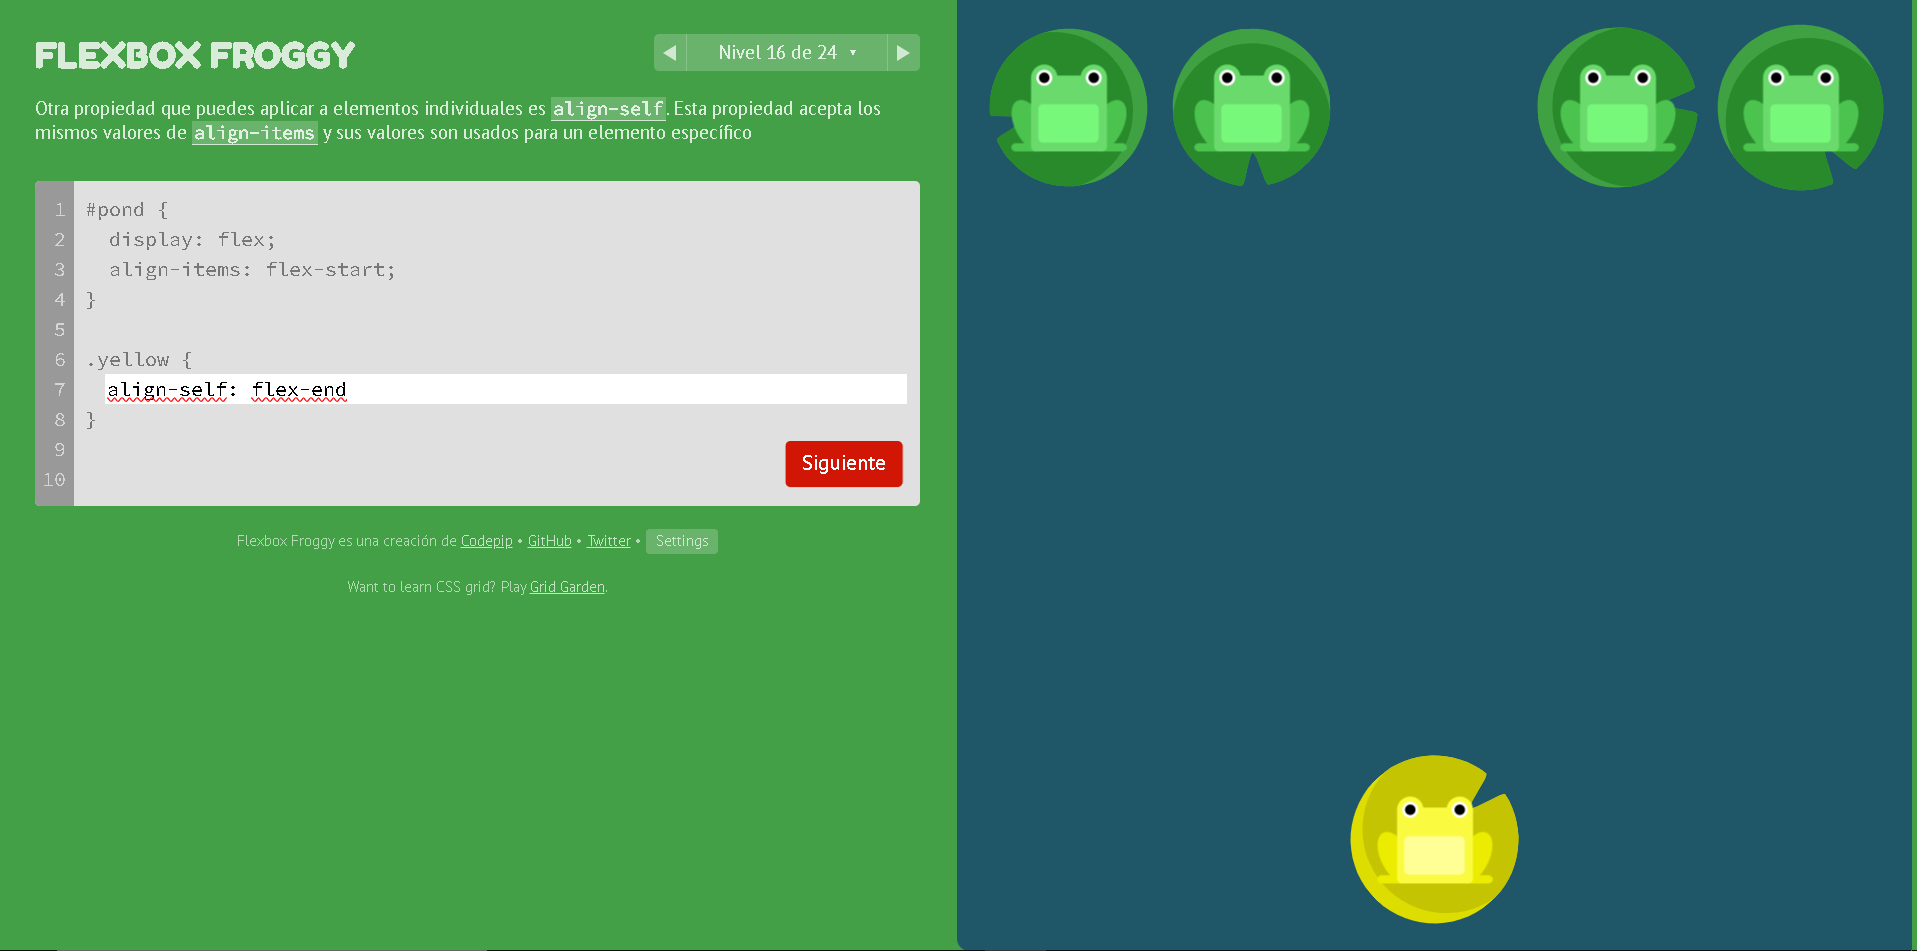 FLEXBOX FROGGY
◀ Nivel 16 de 24 ▾ ▶
Otra propiedad que puedes aplicar a elementos individuales es align-self. Esta propiedad acepta los
mismos valores de align-items y sus valores son usados para un elemento específico
1 #pond {
2 display: flex;
3 align-items: flex-start;
4 }
5
6 .yellow {
7 align-self: flex-end
8 }
9
10
Siguiente
Flexbox Froggy es una creación de Codepip • GitHub • Twitter • Settings
Want to learn CSS grid? Play Grid Garden.